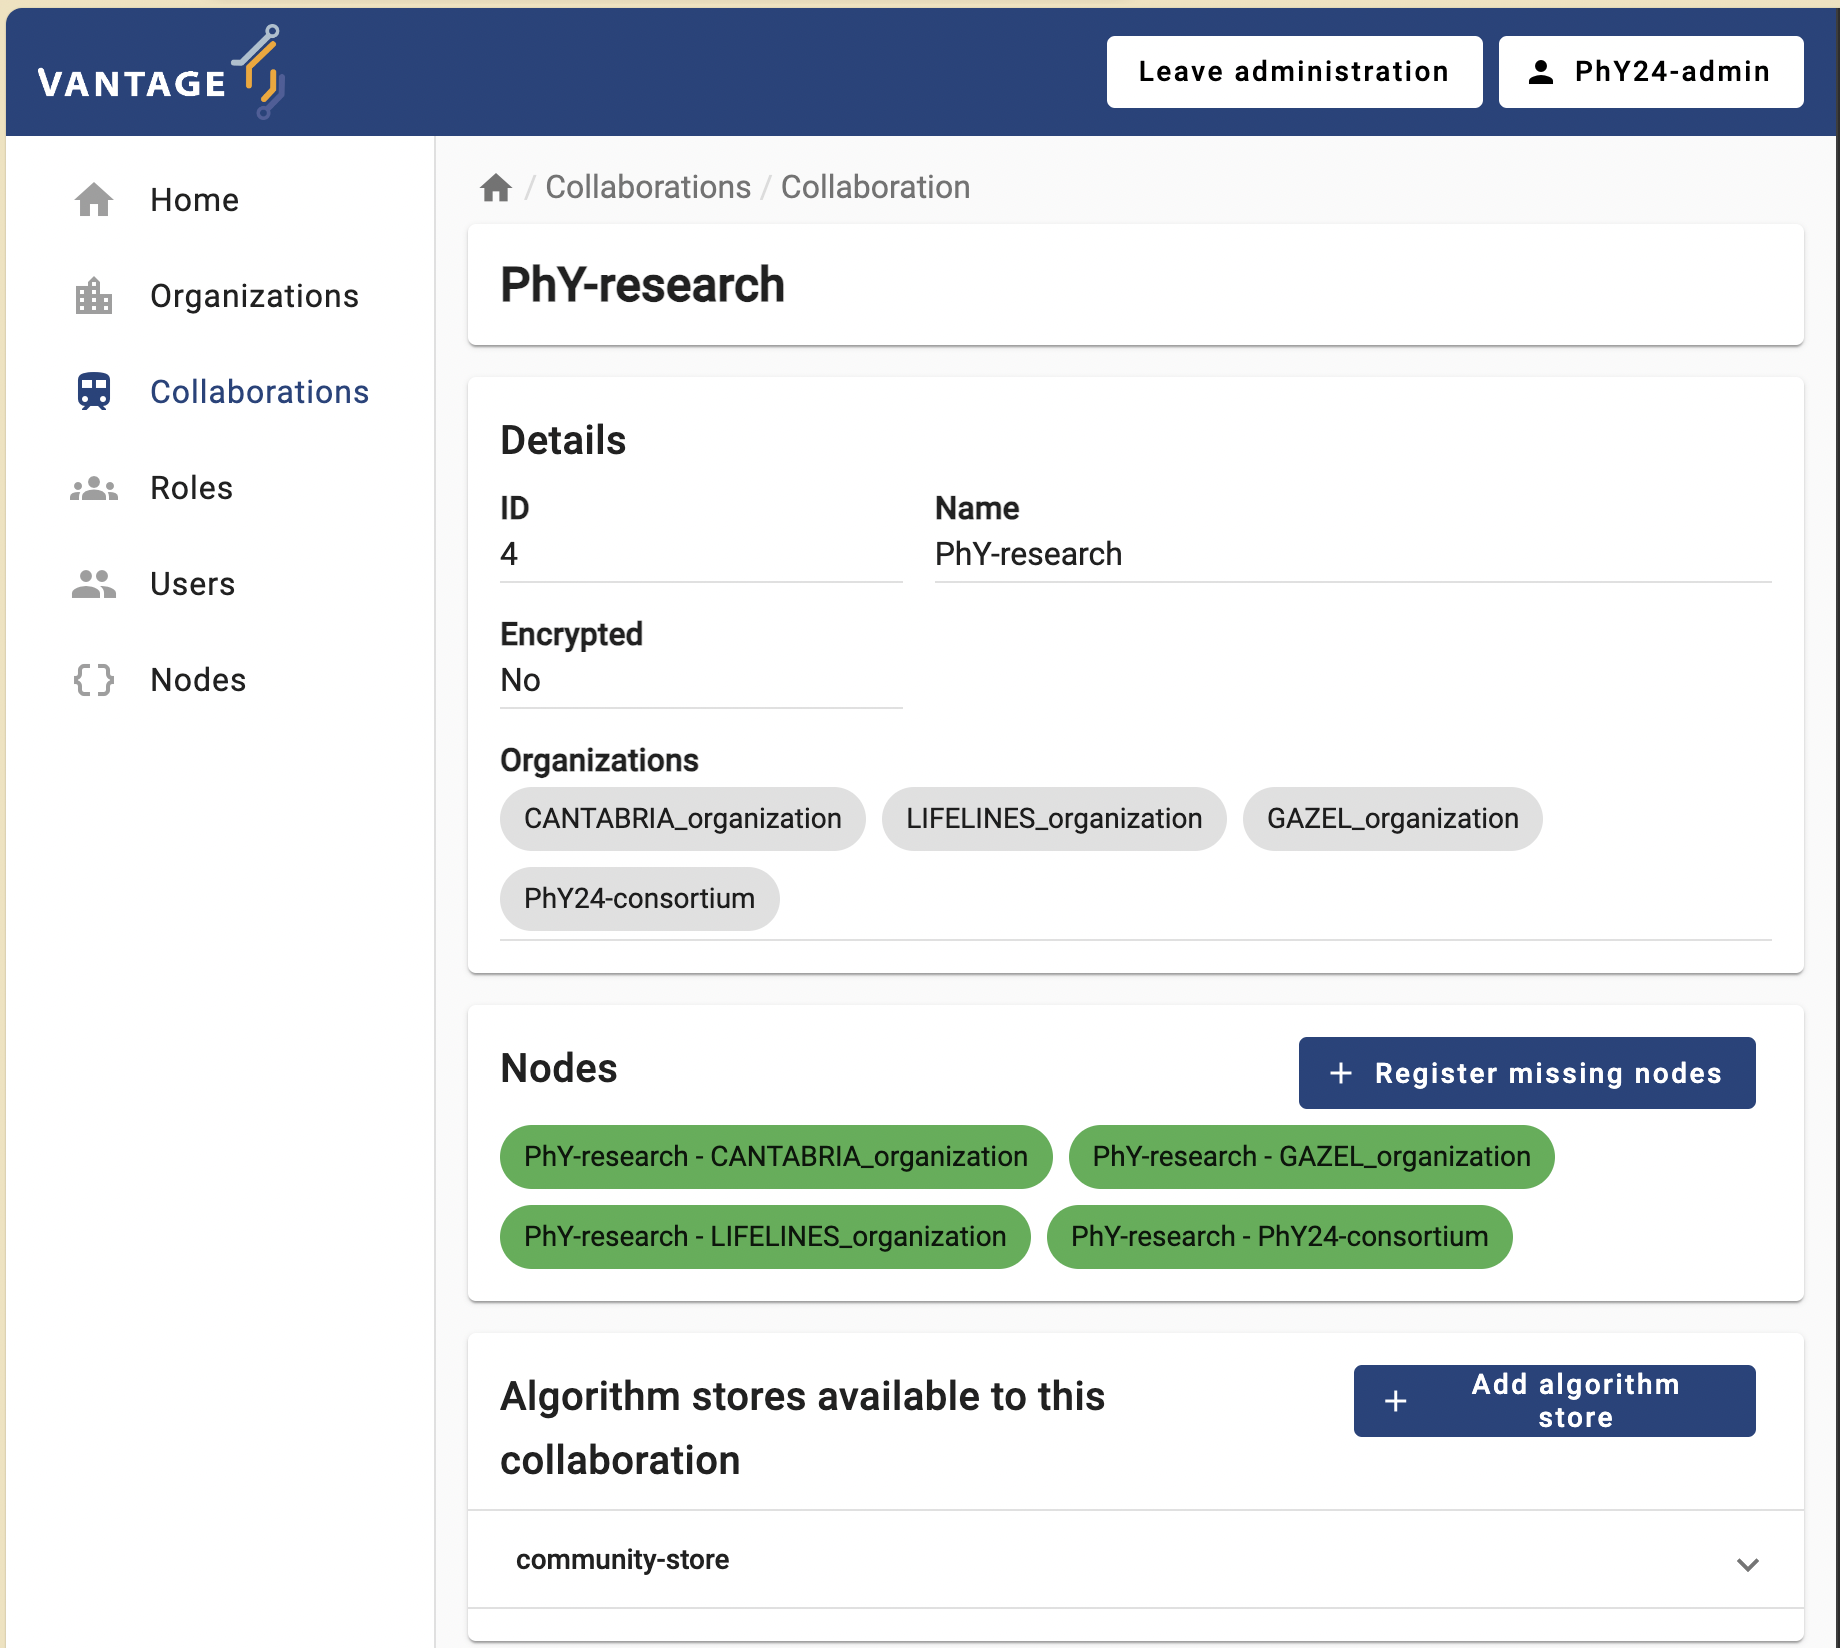 VANTAGE
Leave administration
PhY24-admin
Home
Organizations
Collaborations
Roles
Users
Nodes
/ Collaborations / Collaboration
PhY-research
Details
ID
4
Name
PhY-research
Encrypted
No
Organizations
CANTABRIA_organization
LIFELINES_organization
GAZEL_organization
PhY24-consortium
Nodes
+ Register missing nodes
PhY-research - CANTABRIA_organization
PhY-research - GAZEL_organization
PhY-research - LIFELINES_organization
PhY-research - PhY24-consortium
Algorithm stores available to this
collaboration
+ Add algorithm
store
community-store